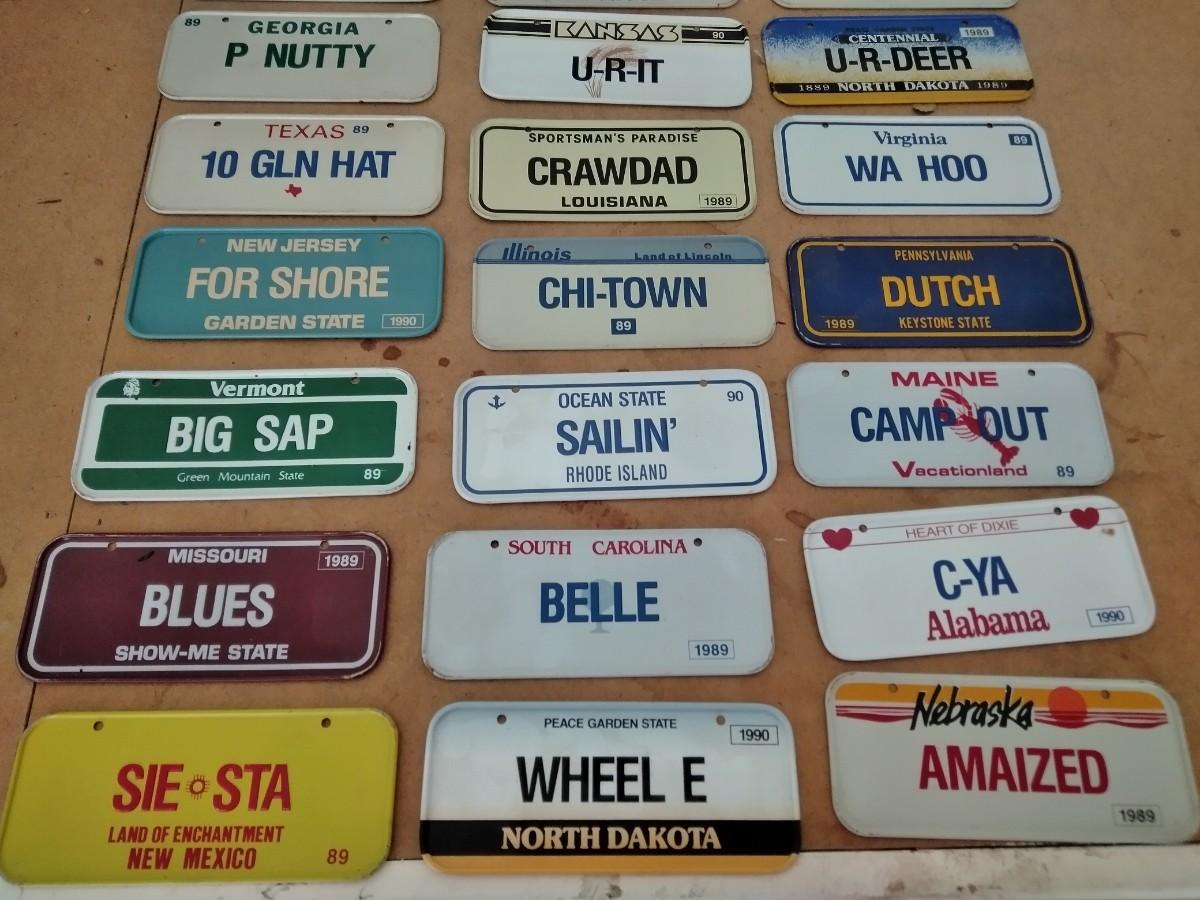 89 GEORGIA
P NUTTY
KANSAS 90
U-R-IT
CENTENNIAL 1989
U-R-DEER
1889 NORTH DAKOTA 1989
TEXAS 89
10 GLN HAT
SPORTSMAN'S PARADISE
CRAWDAD
LOUISIANA 1989
Virginia 89
WA HOO
NEW JERSEY
FOR SHORE
GARDEN STATE 1990
Illinois Land of Lincoln
CHI-TOWN
89
PENNSYLVANIA
DUTCH
1989 KEYSTONE STATE
Vermont
BIG SAP
Green Mountain State 89
OCEAN STATE 90
SAILIN'
RHODE ISLAND
MAINE
CAMP OUT
Vacationland 89
MISSOURI 1989
BLUES
SHOW-ME STATE
SOUTH CAROLINA
BELLE
1989
HEART OF DIXIE
C-YA
Alabama 1990
SIE STA
LAND OF ENCHANTMENT
NEW MEXICO 89
PEACE GARDEN STATE 1990
WHEEL E
NORTH DAKOTA
Nebraska
AMAIZED
1989